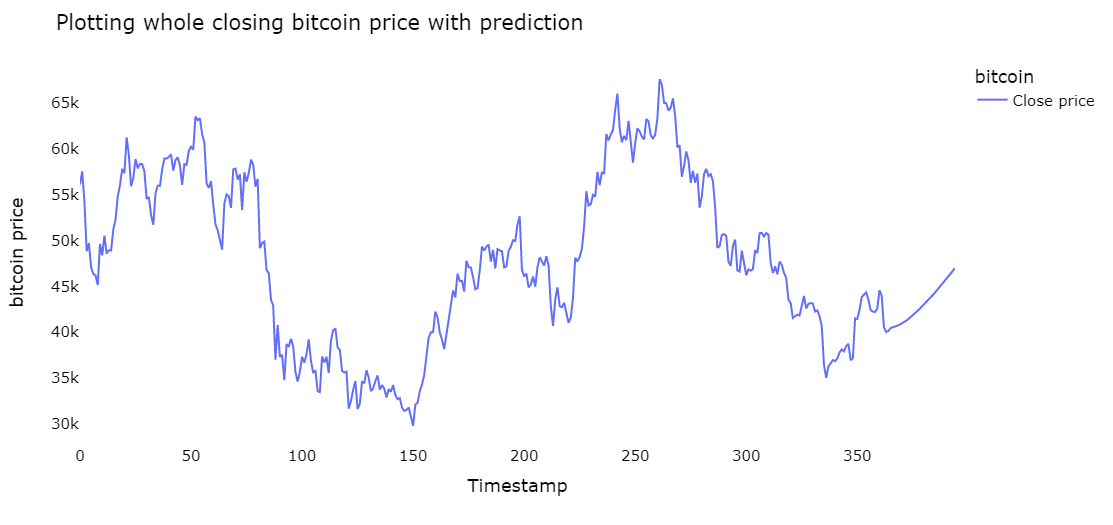 Plotting whole closing bitcoin price with prediction
bitcoin
Close price
65k
60k
55k
50k
45k
40k
35k
30k
bitcoin price
0 50 100 150 200 250 300 350
Timestamp